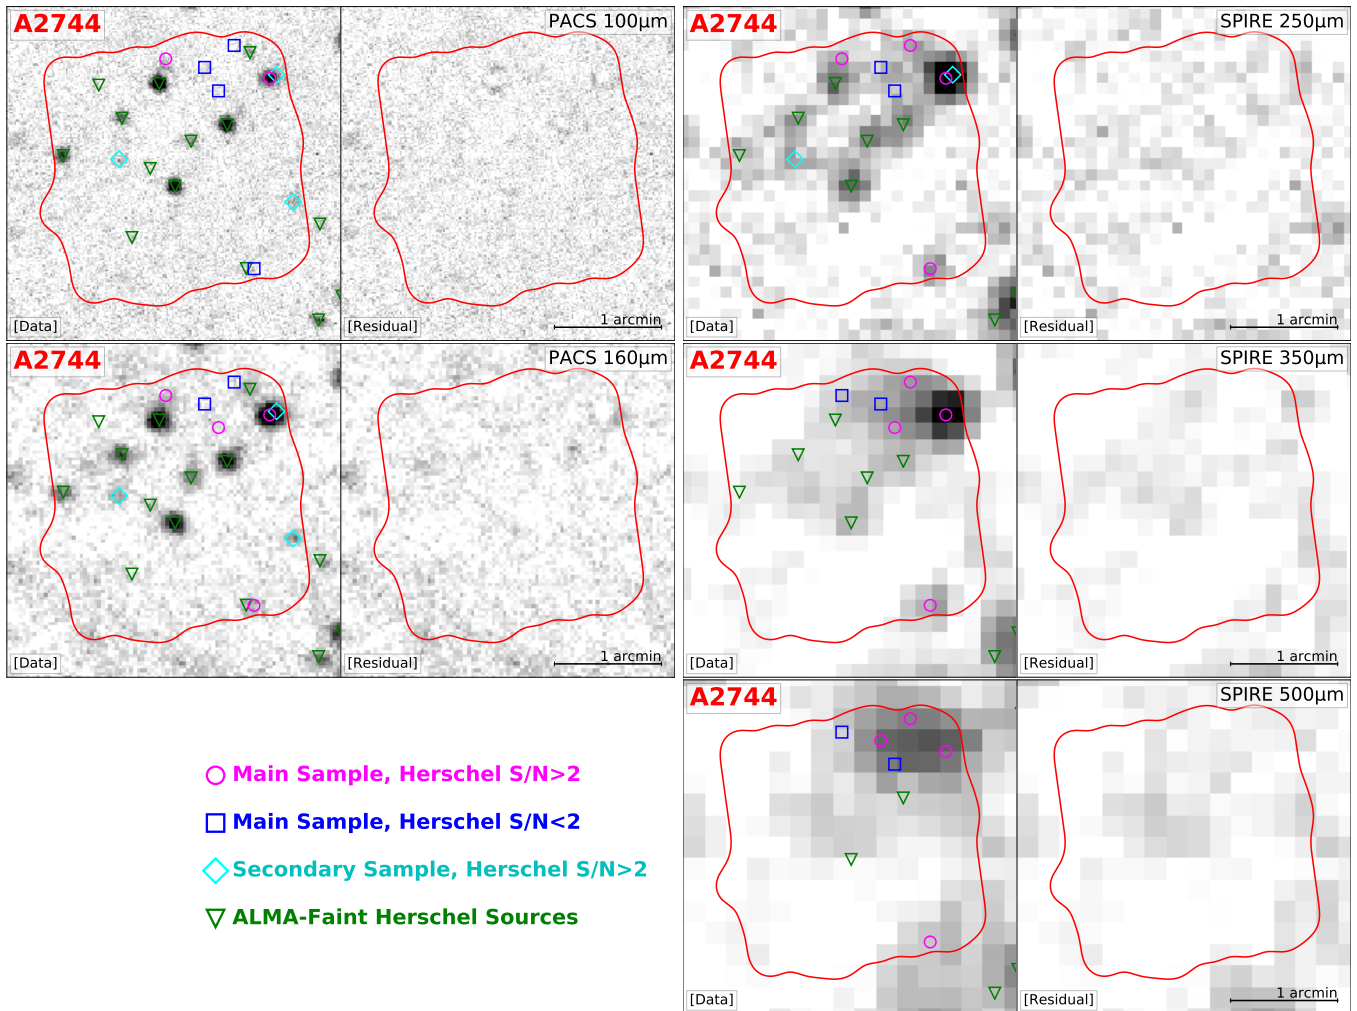 A2744
PACS 100μm
[Data]
[Residual]
1 arcmin
A2744
SPIRE 250μm
[Data]
[Residual]
1 arcmin
A2744
PACS 160μm
[Data]
[Residual]
1 arcmin
A2744
SPIRE 350μm
[Data]
[Residual]
1 arcmin
A2744
SPIRE 500μm
[Data]
[Residual]
1 arcmin
Main Sample, Herschel S/N>2
Main Sample, Herschel S/N<2
Secondary Sample, Herschel S/N>2
ALMA-Faint Herschel Sources